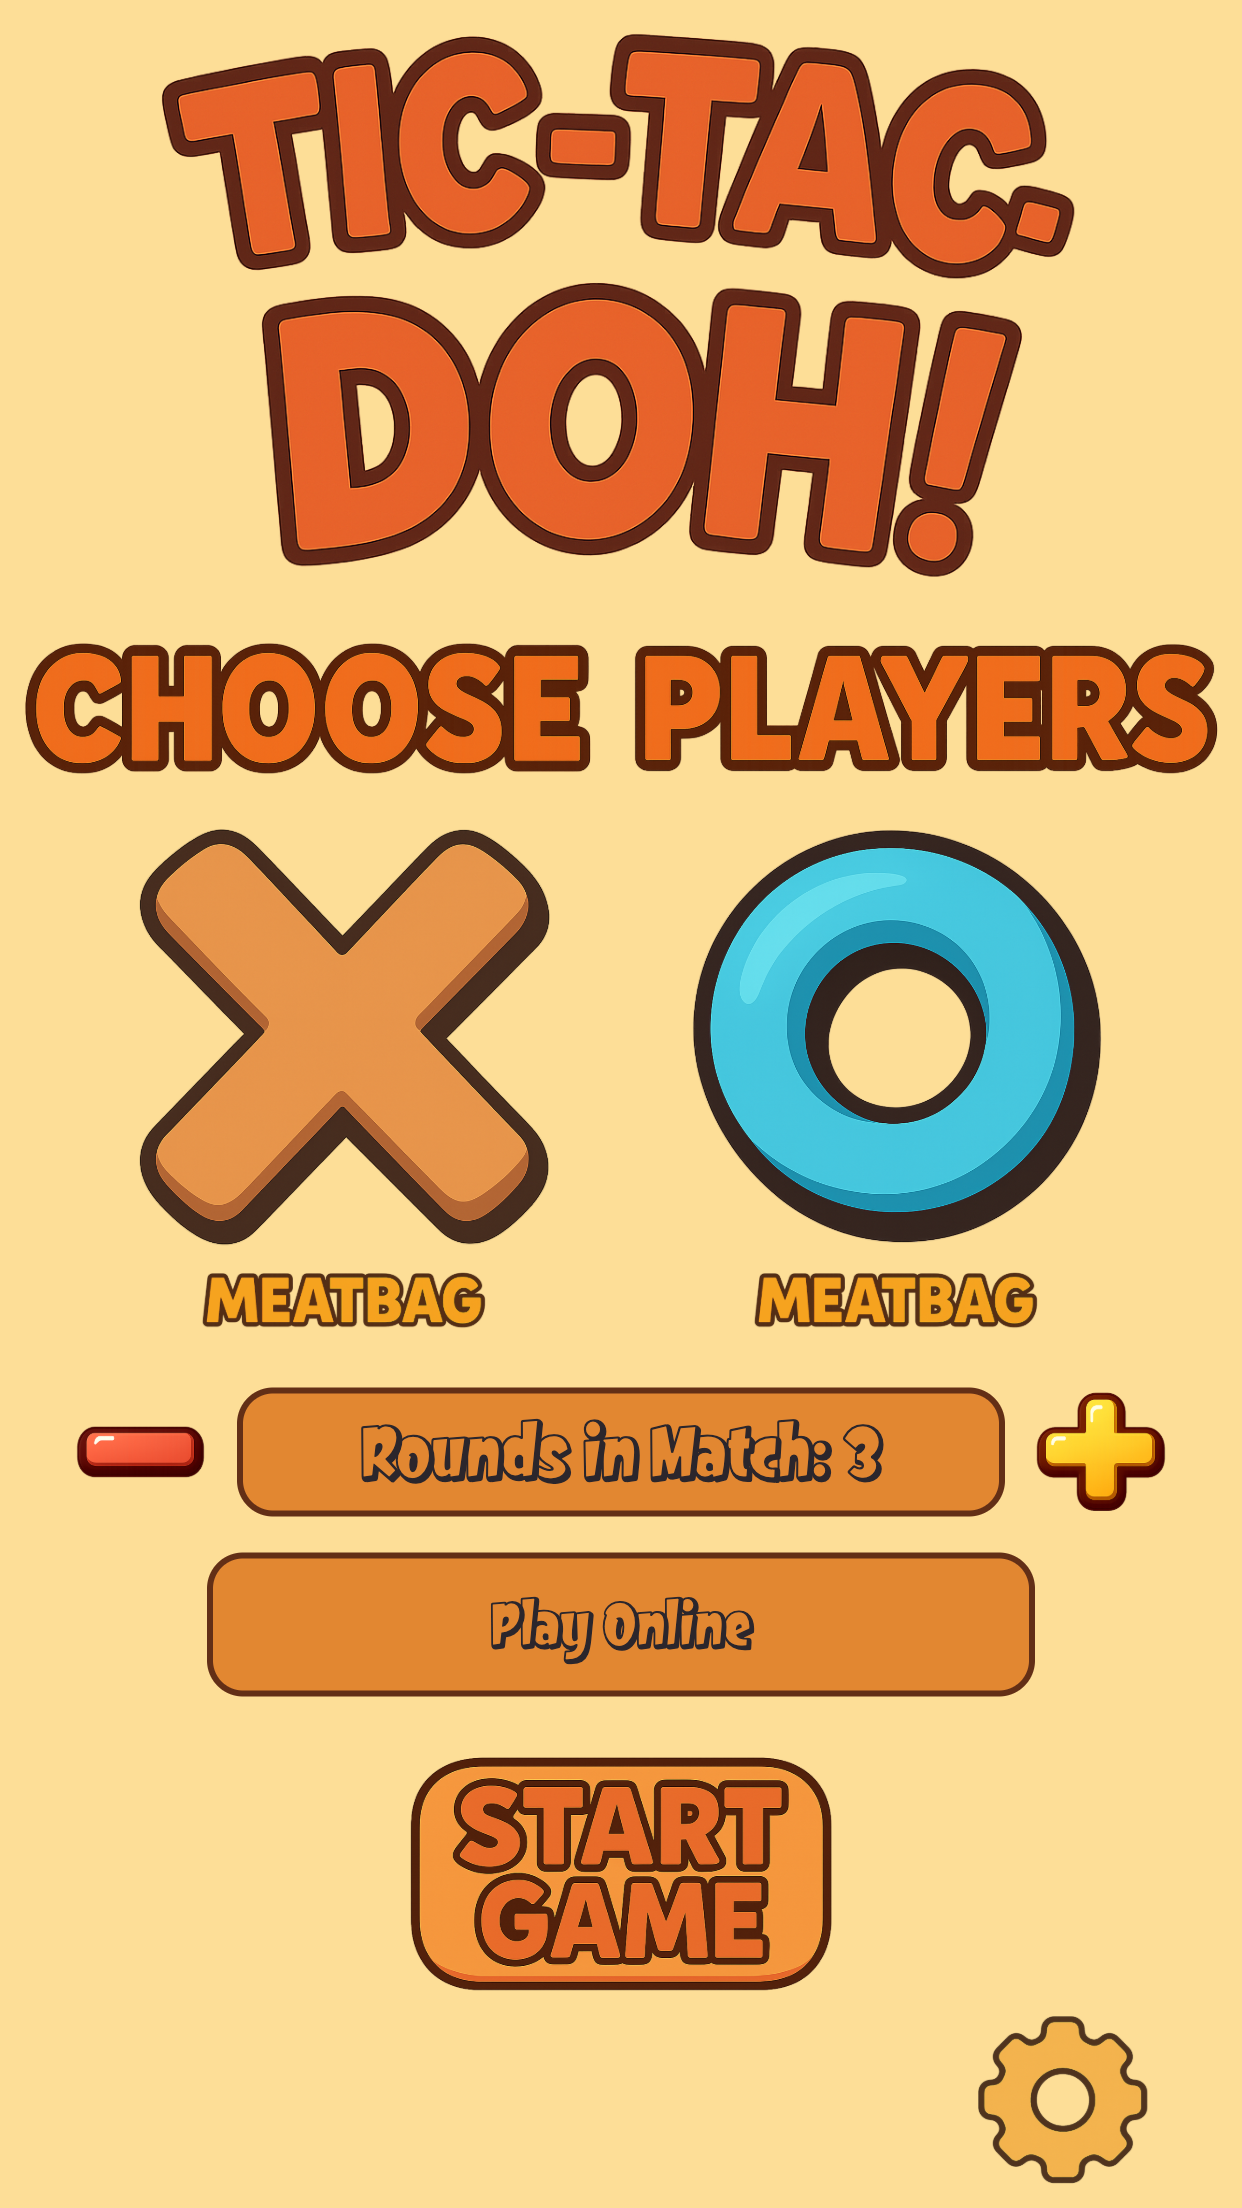 TIC-TAC-
DOH!
CHOOSE PLAYERS
MEATBAG MEATBAG
Rounds in Match: 3
Play Online
START
GAME